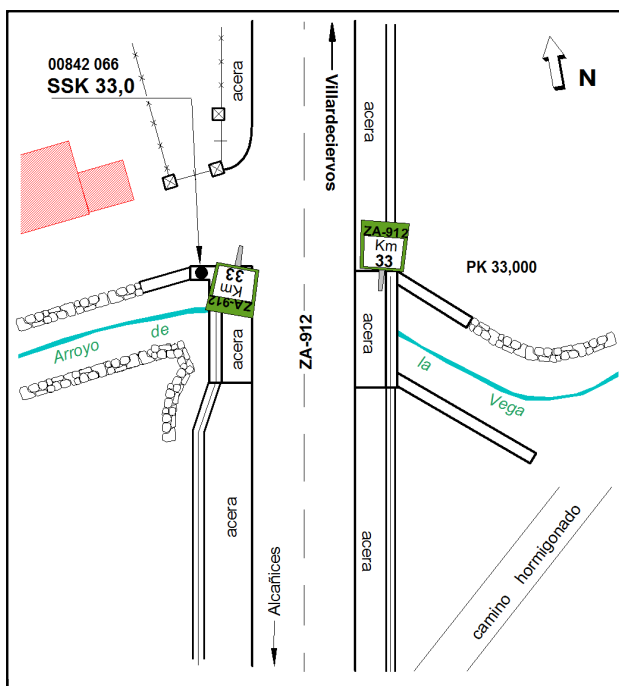 00842 066
SSK 33,0
acera
Villardeciervos
acera
N
ZA-912
Km
33
PK 33,000
ZA-912
Km
33
Arroyo de
la Vega
acera
ZA-912
acera
acera
acera
Alcañices
camino hormigonado